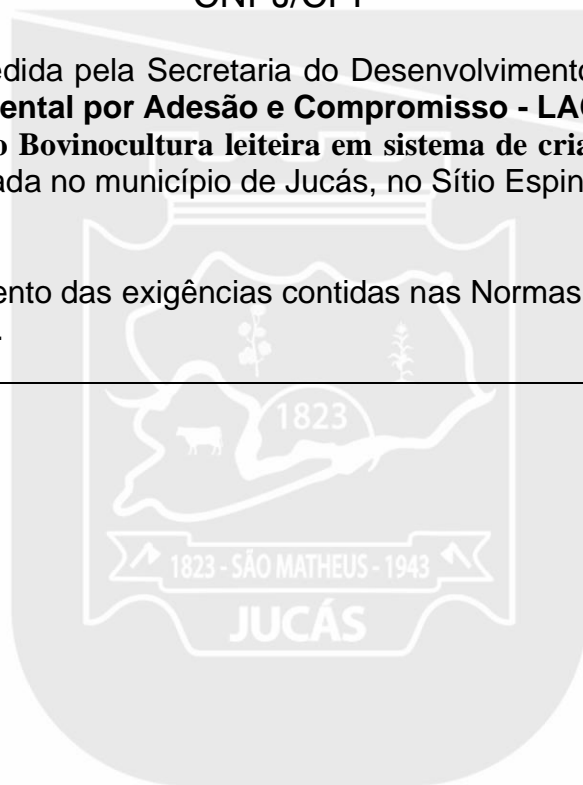 CNPJ/CPF
edida pela Secretaria do Desenvolvimento
ental por Adesão e Compromisso - LAC
o Bovinocultura leiteira em sistema de cria
ada no município de Jucás, no Sítio Espin
ento das exigências contidas nas Normas
.
1823
1823 - SÃO MATHEUS - 1943
JUCÁS